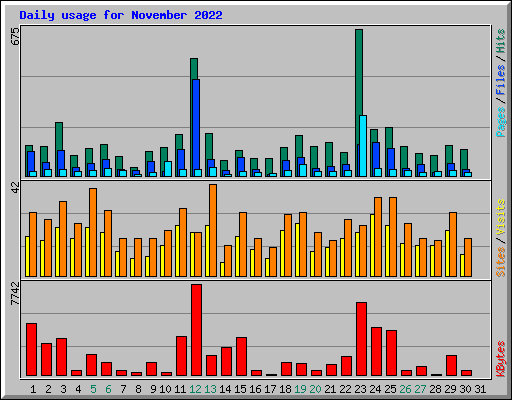 Daily usage for November 2022
675
Pages / Files / Hits
42
Sites / Visits
7742
KBytes
1 2 3 4 5 6 7 8 9 10 11 12 13 14 15 16 17 18 19 20 21 22 23 24 25 26 27 28 29 30 31